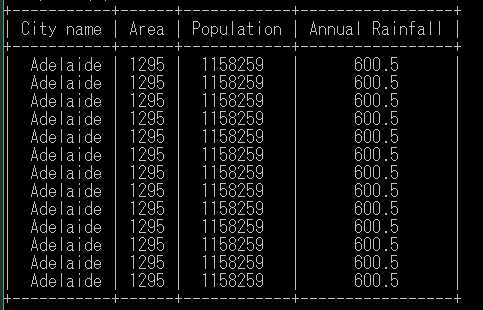 +-----------+------+------------+-----------------+
| City name | Area | Population | Annual Rainfall |
+-----------+------+------------+-----------------+
|  Adelaide | 1295 |  1158259   |      600.5      |
|  Adelaide | 1295 |  1158259   |      600.5      |
|  Adelaide | 1295 |  1158259   |      600.5      |
|  Adelaide | 1295 |  1158259   |      600.5      |
|  Adelaide | 1295 |  1158259   |      600.5      |
|  Adelaide | 1295 |  1158259   |      600.5      |
|  Adelaide | 1295 |  1158259   |      600.5      |
|  Adelaide | 1295 |  1158259   |      600.5      |
|  Adelaide | 1295 |  1158259   |      600.5      |
|  Adelaide | 1295 |  1158259   |      600.5      |
|  Adelaide | 1295 |  1158259   |      600.5      |
|  Adelaide | 1295 |  1158259   |      600.5      |
|  Adelaide | 1295 |  1158259   |      600.5      |
+-----------+------+------------+-----------------+